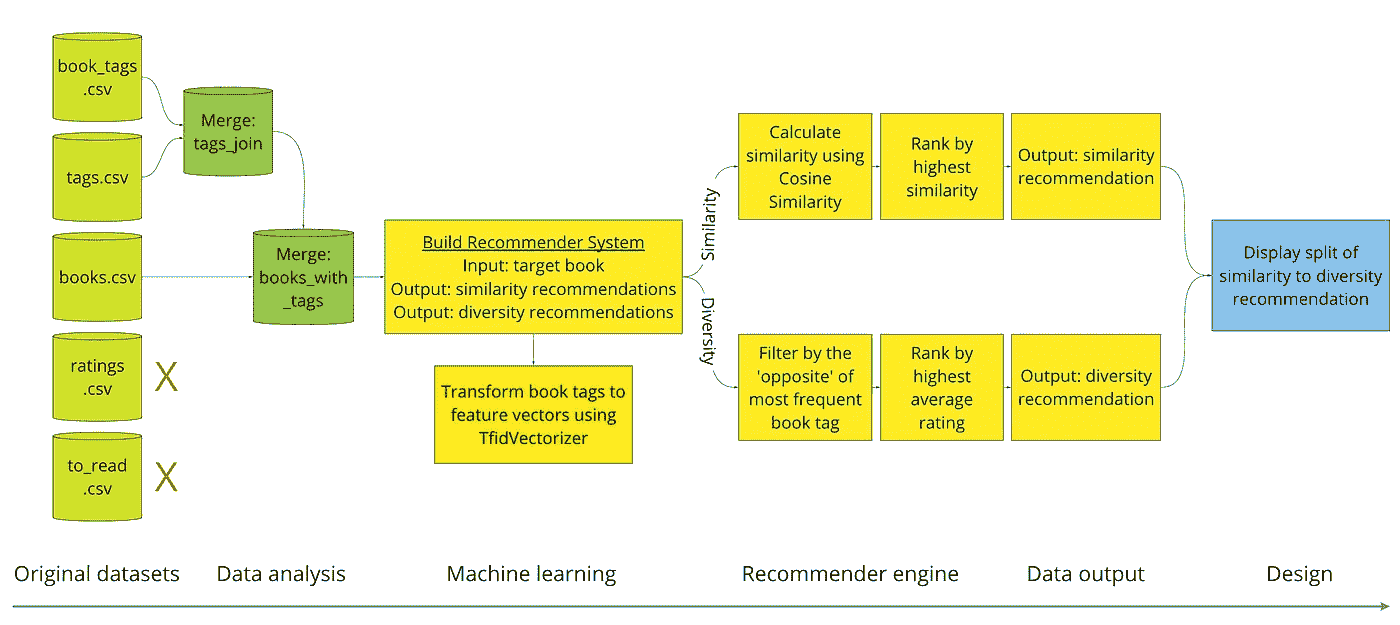 book_tags
.csv
tags.csv
books.csv
ratings
.csv
X
to_read
.csv
X
Merge:
tags_join
Merge:
books_with
_tags
Build Recommender System
Input: target book
Output: similarity recommendations
Output: diversity recommendations
Transform book tags to
feature vectors using
TfidVectorizer
Similarity
Diversity
Calculate
similarity using
Cosine
Similarity
Rank by
highest
similarity
Output: similarity
recommendation
Filter by the
'opposite' of
most frequent
book tag
Rank by
highest
average
rating
Output: diversity
recommendation
Display split of
similarity to diversity
recommendation
Original datasets
Data analysis
Machine learning
Recommender engine
Data output
Design